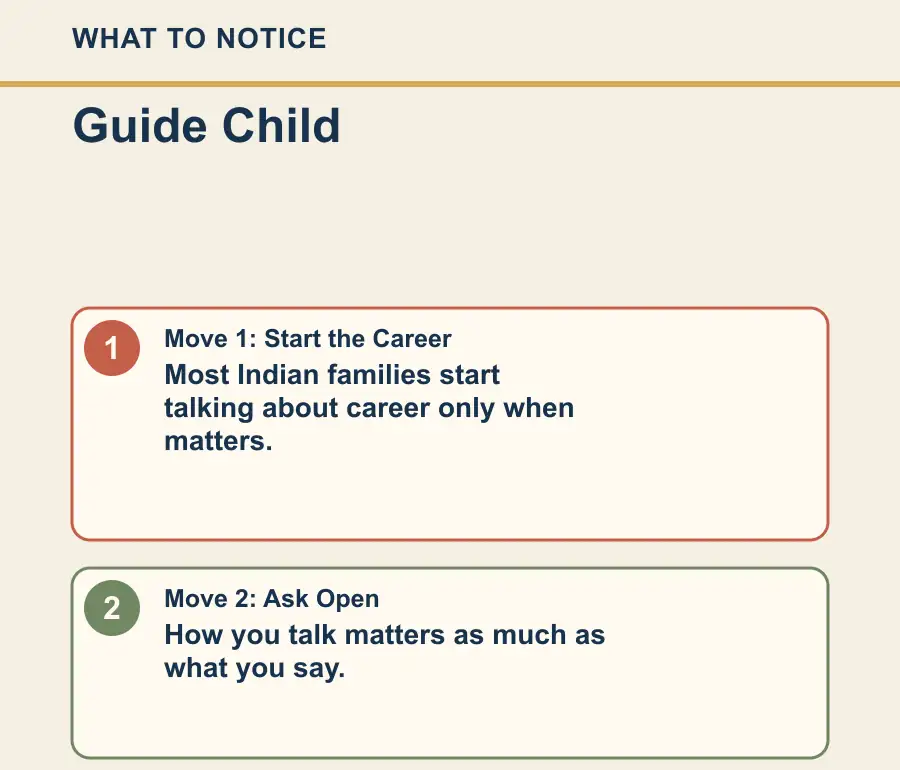 WHAT TO NOTICE
Guide Child
1
Move 1: Start the Career
Most Indian families start
talking about career only when
matters.
2
Move 2: Ask Open
How you talk matters as much as
what you say.